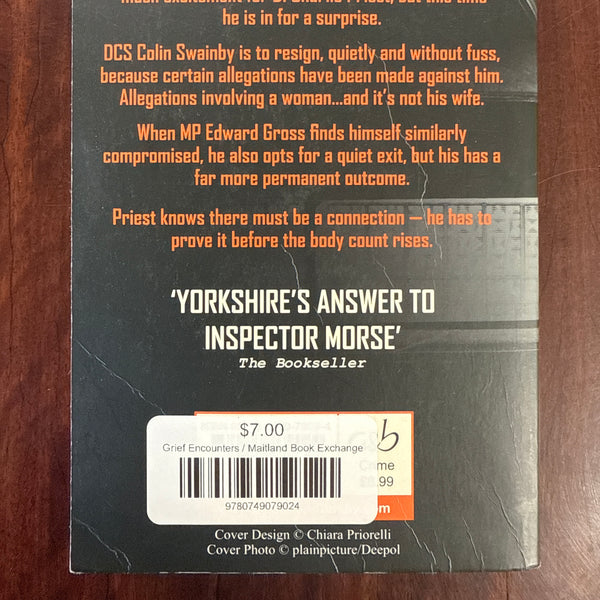 he is in for a surprise.
DCS Colin Swainby is to resign, quietly and without fuss,
because certain allegations have been made against him.
Allegations involving a woman...and it's not his wife.
When MP Edward Gross finds himself similarly
compromised, he also opts for a quiet exit, but his has a
far more permanent outcome.
Priest knows there must be a connection — he has to
prove it before the body count rises.
'YORKSHIRE'S ANSWER TO
INSPECTOR MORSE'
The Bookseller
$7.00
Grief Encounters / Maitland Book Exchange
9780749079024
b
Crime
.99
.com
Cover Design © Chiara Priorelli
Cover Photo © plainpicture/Deepol